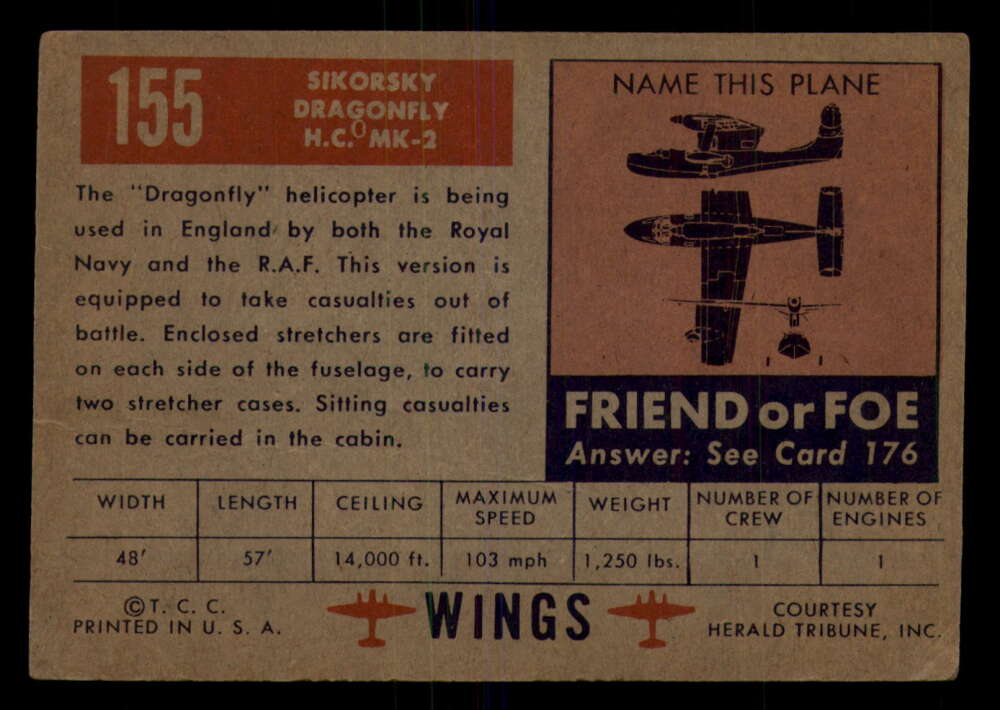 155
SIKORSKY
DRAGONFLY
H.C. MK-2
The "Dragonfly" helicopter is being
used in England by both the Royal
Navy and the R.A.F. This version is
equipped to take casualties out of
battle. Enclosed stretchers are fitted
on each side of the fuselage, to carry
two stretcher cases. Sitting casualties
can be carried in the cabin.
NAME THIS PLANE
FRIEND or FOE
Answer: See Card 176
WIDTH LENGTH CEILING MAXIMUM SPEED WEIGHT NUMBER OF CREW NUMBER OF ENGINES
48' 57' 14,000 ft. 103 mph 1,250 lbs. 1 1
© T. C. C.
PRINTED IN U. S. A.
WINGS
COURTESY
HERALD TRIBUNE, INC.